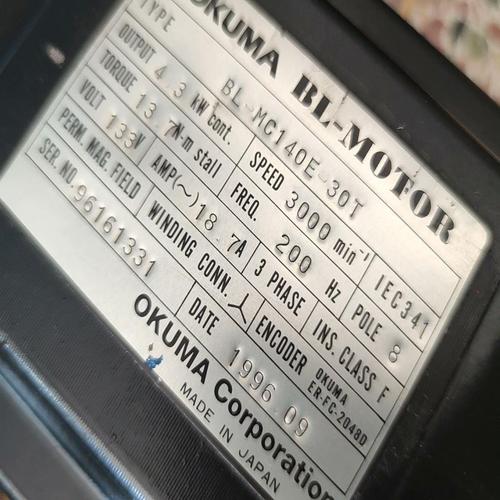 OKUMA BL-MOTOR
TYPE BL-MC140E-30T
OUTPUT 4.3 kW cont. SPEED 3000 min⁻¹ IEC341
TORQUE 13.7 N-m stall FREQ. 200 Hz POLE 8
VOLT 133V AMP(~)18.7A 3 PHASE INS. CLASS F
PERM. MAG. FIELD WINDING CONN. ENCODER OKUMA ER-FC-2048D
SER. NO. 96161331 DATE 1996.09
OKUMA Corporation
MADE IN JAPAN